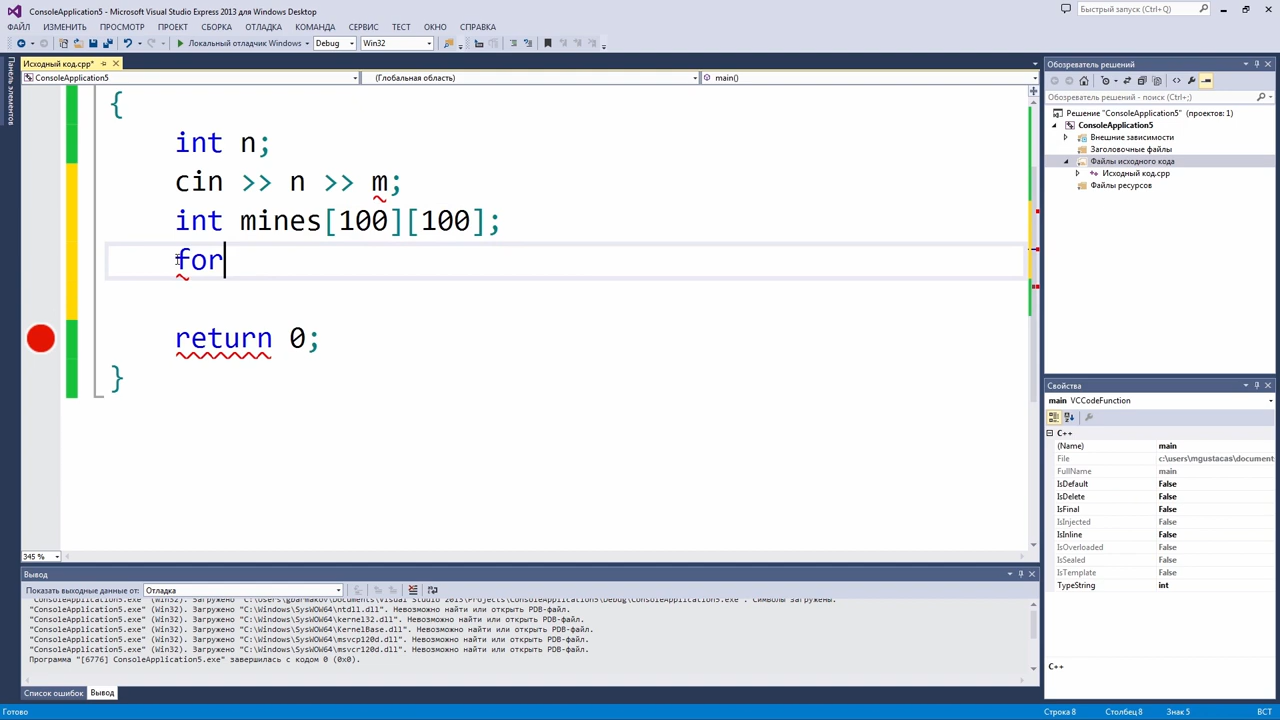 ConsoleApplication5 - Microsoft Visual Studio Express 2013 для Windows Desktop
Быстрый запуск (Ctrl+Q)
ФАЙЛ ИЗМЕНИТЬ ПРОСМОТР ПРОЕКТ СБОРКА ОТЛАДКА КОМАНДА СЕРВИС ТЕСТ ОКНО СПРАВКА
Локальный отладчик Windows Debug Win32
Панель элементов
Исходный код.cpp*
ConsoleApplication5 (Глобальная область) main()
{
int n;
cin >> n >> m;
int mines[100][100];
for
return 0;
}
345 %
Обозреватель решений
Обозреватель решений - поиск (Ctrl+;)
Решение "ConsoleApplication5" (проектов: 1)
ConsoleApplication5
Внешние зависимости
Заголовочные файлы
Файлы исходного кода
Исходный код.cpp
Файлы ресурсов
Свойства
main VCCodeFunction
C++
(Name) main
File c:\users\mgustacas\document
FullName main
IsDefault False
IsDelete False
IsFinal False
IsInjected False
IsInline False
IsOverloaded False
IsSealed False
IsTemplate False
TypeString int
C++
Вывод
Показать выходные данные от: Отладка
"ConsoleApplication5.exe" (Win32). Загружено "C:\Windows\SysWOW64\ntdll.dll". Невозможно найти или открыть PDB-файл.
"ConsoleApplication5.exe" (Win32). Загружено "C:\Windows\SysWOW64\kernel32.dll". Невозможно найти или открыть PDB-файл.
"ConsoleApplication5.exe" (Win32). Загружено "C:\Windows\SysWOW64\KernelBase.dll". Невозможно найти или открыть PDB-файл.
"ConsoleApplication5.exe" (Win32). Загружено "C:\Windows\SysWOW64\msvcp120d.dll". Невозможно найти или открыть PDB-файл.
"ConsoleApplication5.exe" (Win32). Загружено "C:\Windows\SysWOW64\msvcr120d.dll". Невозможно найти или открыть PDB-файл.
Программа "[6776] ConsoleApplication5.exe" завершилась с кодом 0 (0x0).
Список ошибок Вывод
Готово Строка 8 Столбец 8 Знак 5 ВСТ